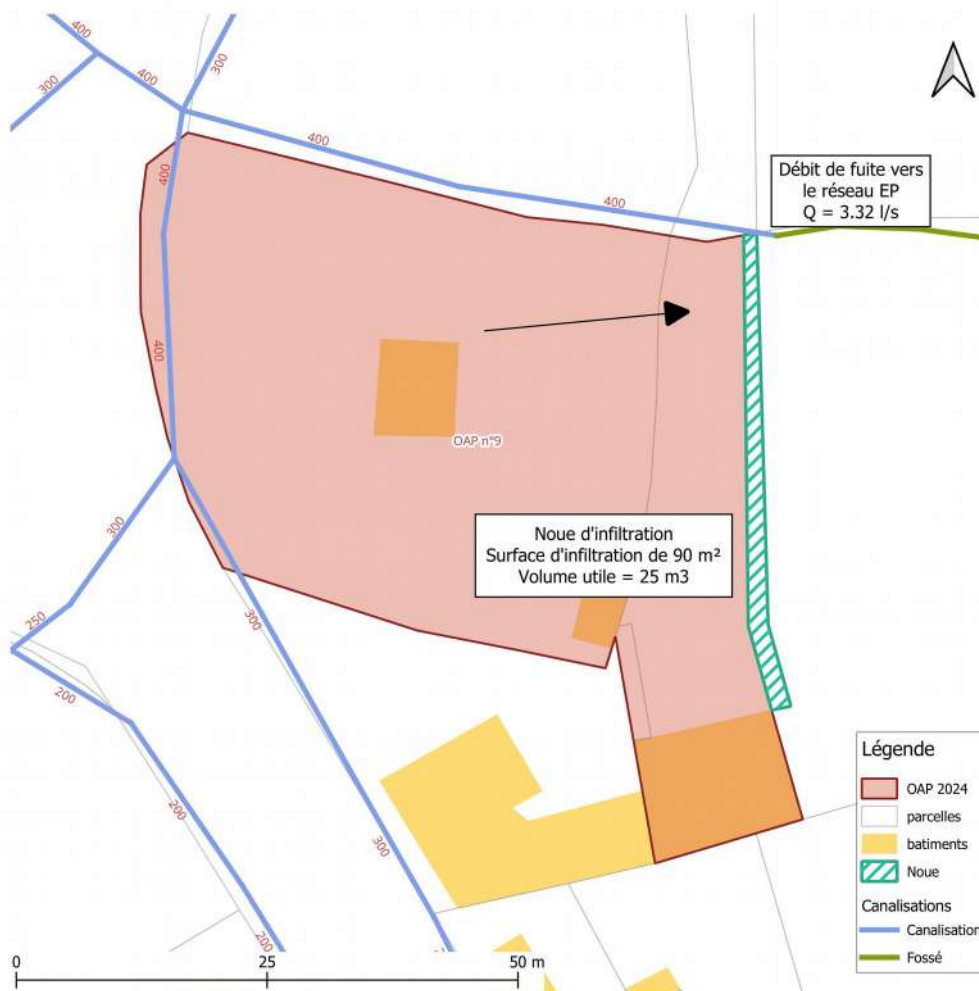 400
300
400
300
400
400
400
400
Débit de fuite vers
le réseau EP
Q = 3.32 l/s
OAP n°9
300
Noue d'infiltration
Surface d'infiltration de 90 m²
Volume utile = 25 m3
250
300
200
200
300
200
Légende
OAP 2024
parcelles
batiments
Noue
Canalisations
Canalisation
Fossé
0
25
50 m